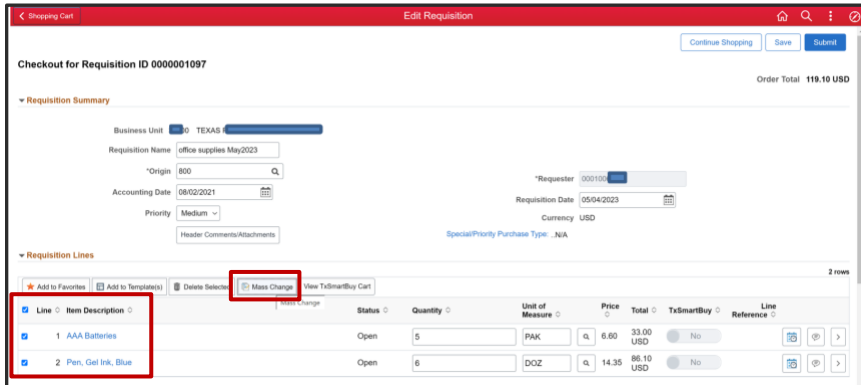 Shopping Cart
Edit Requisition
Continue Shopping Save Submit
Checkout for Requisition ID 0000001097
Order Total 119.10 USD
Requisition Summary
Business Unit TEXAS
Requisition Name office supplies May2023
*Origin 800
*Requester 000100
Accounting Date 08/02/2021
Requisition Date 05/04/2023
Priority Medium
Currency USD
Header Comments/Attachments
Special/Priority Purchase Type: ..N/A
Requisition Lines
2 rows
Add to Favorites Add to Template(s) Delete Selected Mass Change View TxSmartBuy Cart
Mass Change
Line Item Description Status Quantity Unit of Measure Price Total TxSmartBuy Line Reference
1 AAA Batteries Open 5 PAK 6.60 33.00 USD No
2 Pen, Gel Ink, Blue Open 6 DOZ 14.35 86.10 USD No